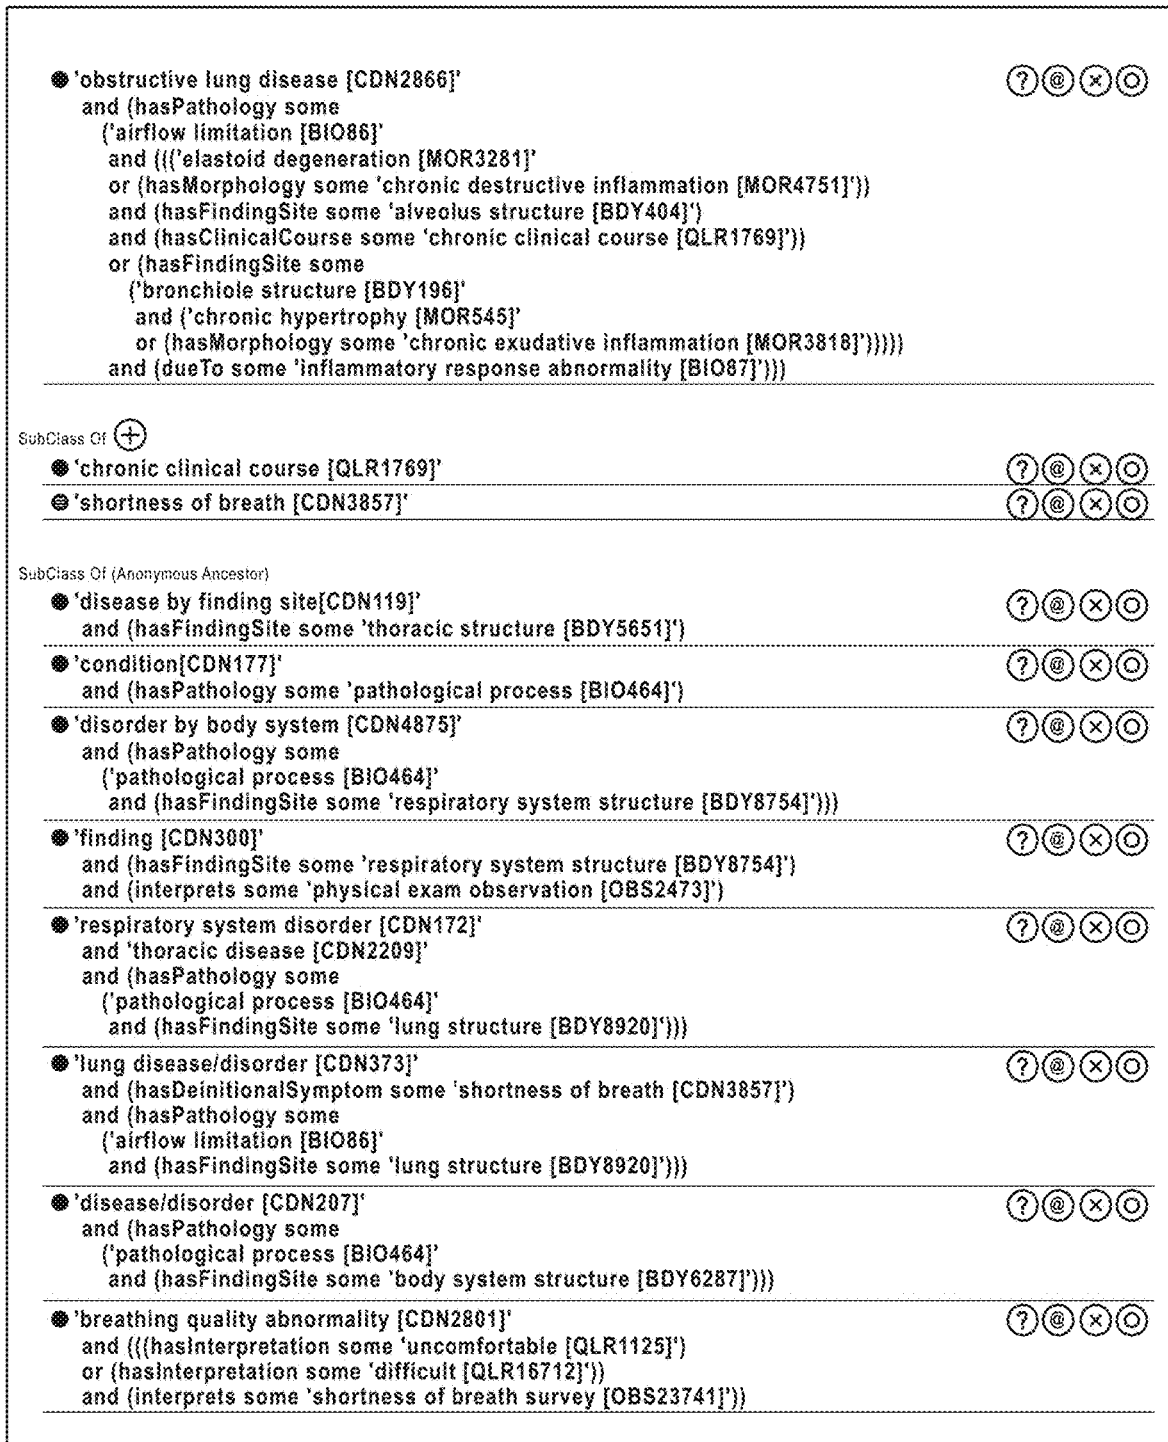 'obstructive lung disease [CDN2866]'
and (hasPathology some
('airflow limitation [BIO86]'
and ((('elastoid degeneration [MOR3281]'
or (hasMorphology some 'chronic destructive inflammation [MOR4751]'))
and (hasFindingSite some 'alveolus structure [BDY404]')
and (hasClinicalCourse some 'chronic clinical course [QLR1769]'))
or (hasFindingSite some
('bronchiole structure [BDY196]'
and ('chronic hypertrophy [MOR545]'
or (hasMorphology some 'chronic exudative inflammation [MOR3818]')))))
and (dueTo some 'inflammatory response abnormality [BIO87]')))
SubClass Of
'chronic clinical course [QLR1769]'
'shortness of breath [CDN3857]'
SubClass Of (Anonymous Ancestor)
'disease by finding site[CDN119]'
and (hasFindingSite some 'thoracic structure [BDY5651]')
'condition[CDN177]'
and (hasPathology some 'pathological process [BIO464]')
'disorder by body system [CDN4875]'
and (hasPathology some
('pathological process [BIO464]'
and (hasFindingSite some 'respiratory system structure [BDY8754]')))
'finding [CDN300]'
and (hasFindingSite some 'respiratory system structure [BDY8754]')
and (interprets some 'physical exam observation [OBS2473]')
'respiratory system disorder [CDN172]'
and 'thoracic disease [CDN2209]'
and (hasPathology some
('pathological process [BIO464]'
and (hasFindingSite some 'lung structure [BDY8920]')))
'lung disease/disorder [CDN373]'
and (hasDeinitionalSymptom some 'shortness of breath [CDN3857]')
and (hasPathology some
('airflow limitation [BIO86]'
and (hasFindingSite some 'lung structure [BDY8920]')))
'disease/disorder [CDN207]'
and (hasPathology some
('pathological process [BIO464]'
and (hasFindingSite some 'body system structure [BDY6287]')))
'breathing quality abnormality [CDN2801]'
and (((hasInterpretation some 'uncomfortable [QLR1125]')
or (hasInterpretation some 'difficult [QLR16712]'))
and (interprets some 'shortness of breath survey [OBS23741]'))